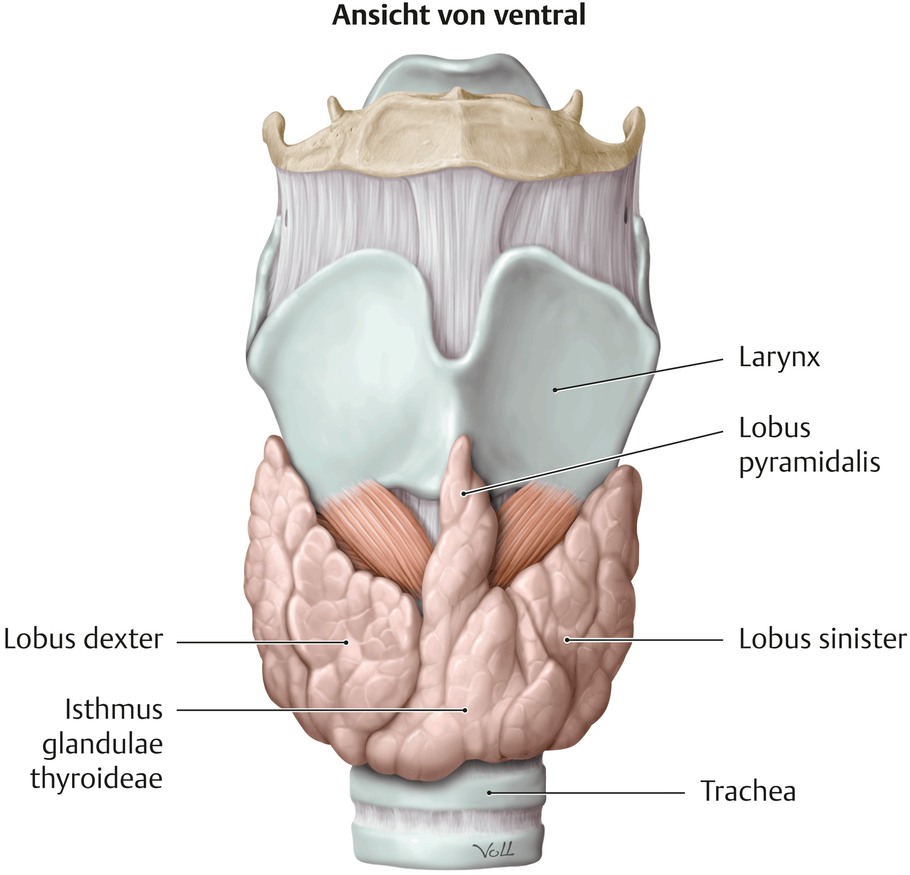 Ansicht von ventral
Larynx
Lobus
pyramidalis
Lobus dexter
Lobus sinister
Isthmus
glandulae
thyroideae
Trachea
Voll